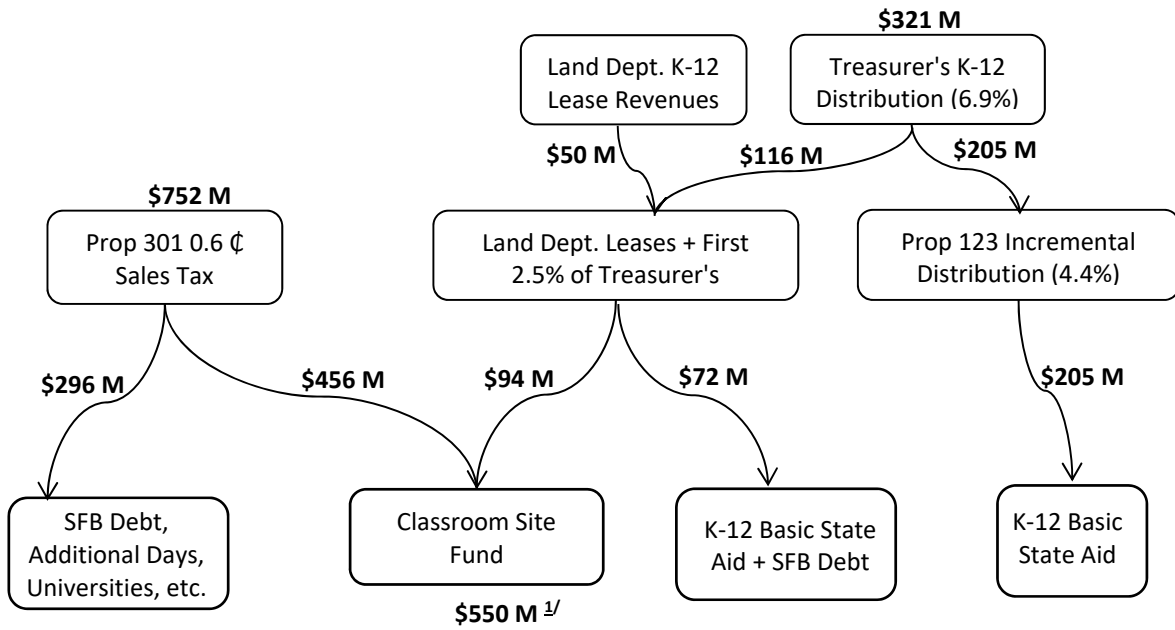 $321 M
Land Dept. K-12
Lease Revenues
Treasurer's K-12
Distribution (6.9%)
$50 M
$116 M
$205 M
$752 M
Prop 301 0.6 ₵
Sales Tax
Land Dept. Leases + First
2.5% of Treasurer's
Prop 123 Incremental
Distribution (4.4%)
$296 M
$456 M
$94 M
$72 M
$205 M
SFB Debt,
Additional Days,
Universities, etc.
Classroom Site
Fund
K-12 Basic State
Aid + SFB Debt
K-12 Basic
State Aid
$550 M 1/